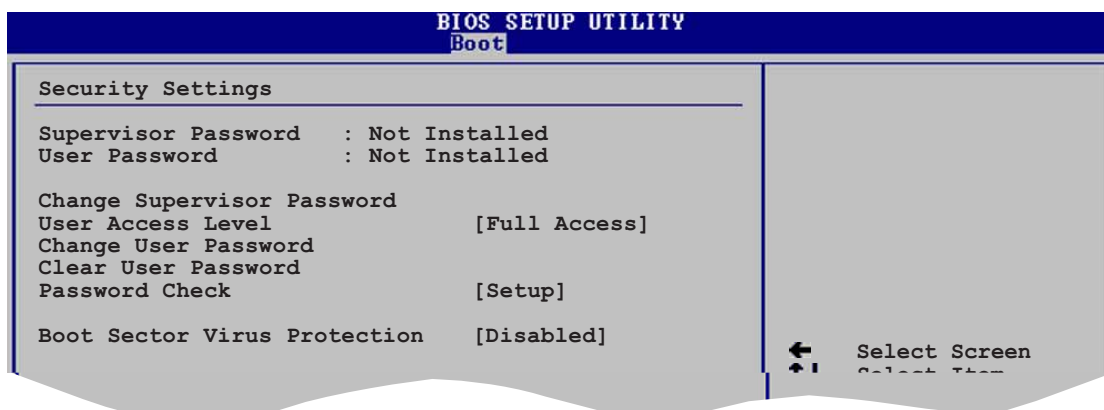 BIOS SETUP UTILITY
Boot
Security Settings
Supervisor Password : Not Installed
User Password : Not Installed
Change Supervisor Password
User Access Level [Full Access]
Change User Password
Clear User Password
Password Check [Setup]
Boot Sector Virus Protection [Disabled]
Select Screen
Select Item